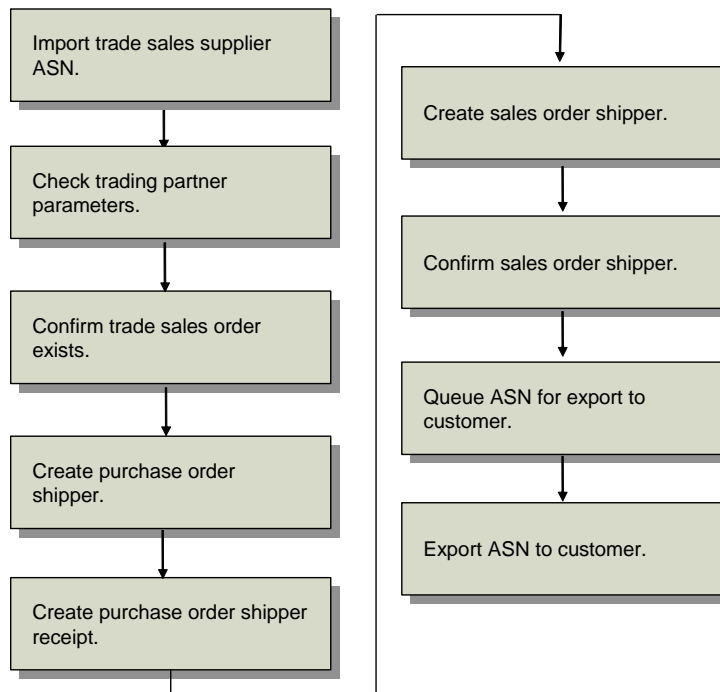 Import trade sales supplier
ASN.
Check trading partner
parameters.
Confirm trade sales order
exists.
Create purchase order
shipper.
Create purchase order shipper
receipt.
Create sales order shipper.
Confirm sales order shipper.
Queue ASN for export to
customer.
Export ASN to customer.